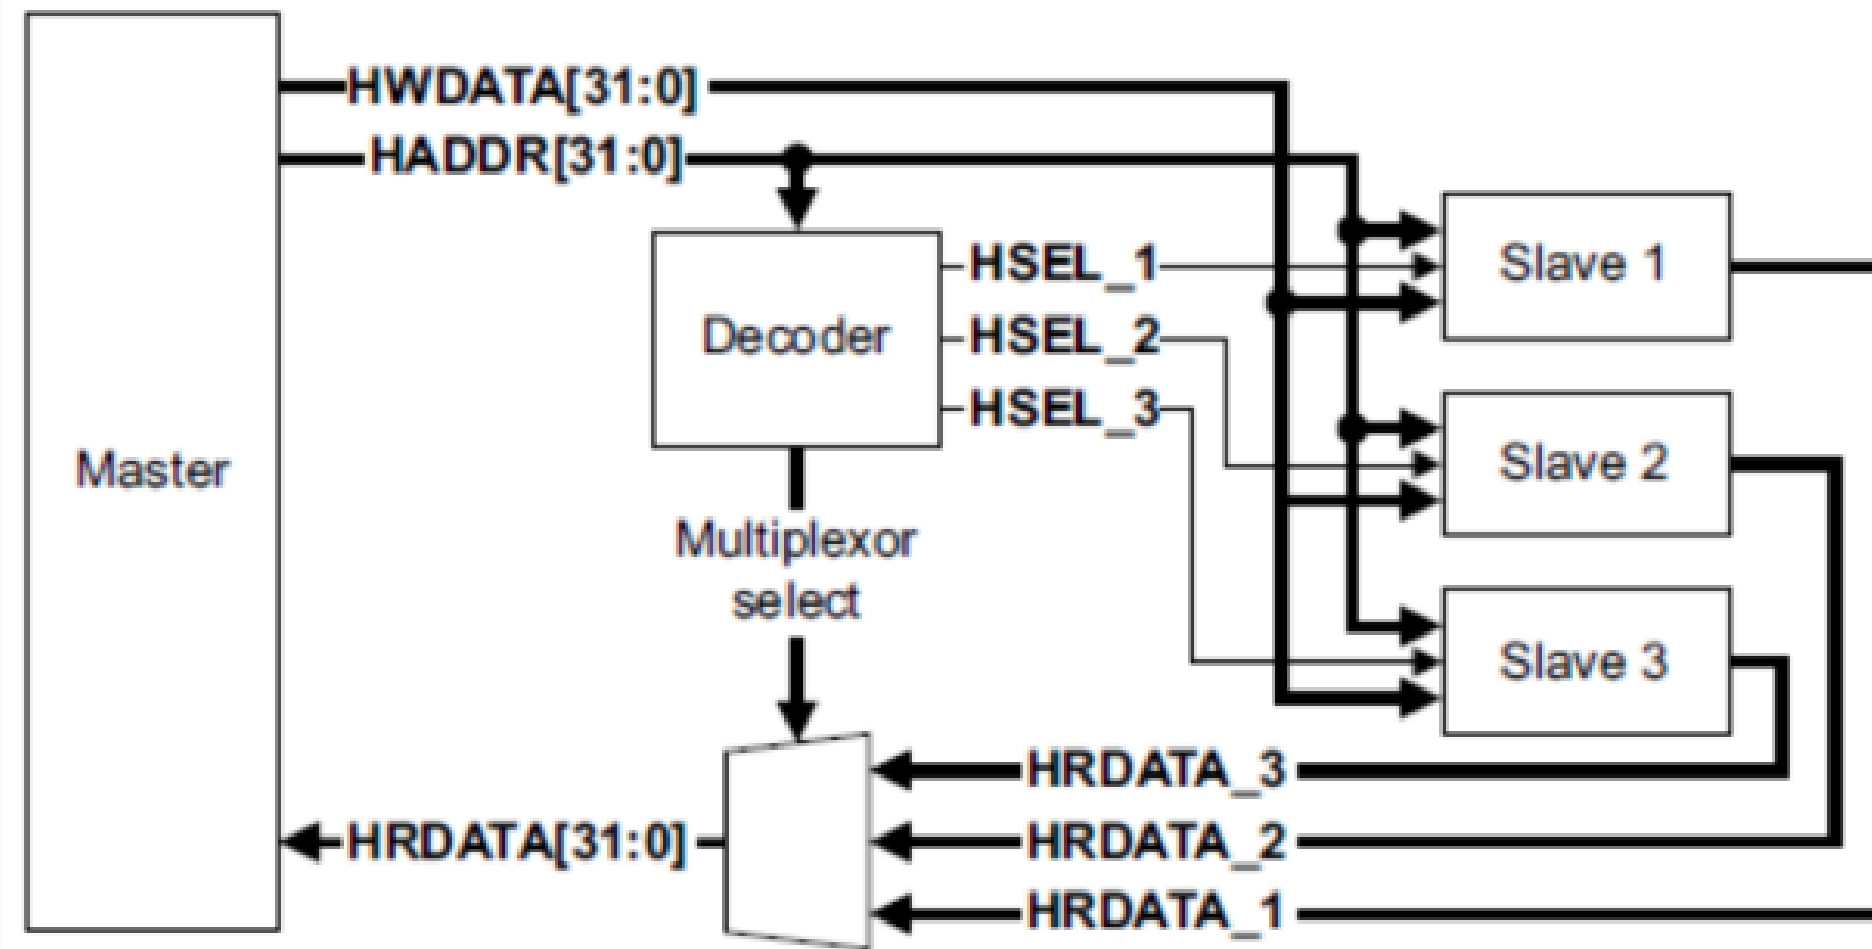 HWDATA[31:0]
HADDR[31:0]
HSEL_1
Slave 1
Decoder
HSEL_2
HSEL_3
Master
Slave 2
Multiplexor
select
Slave 3
HRDATA_3
HRDATA[31:0]
HRDATA_2
HRDATA_1